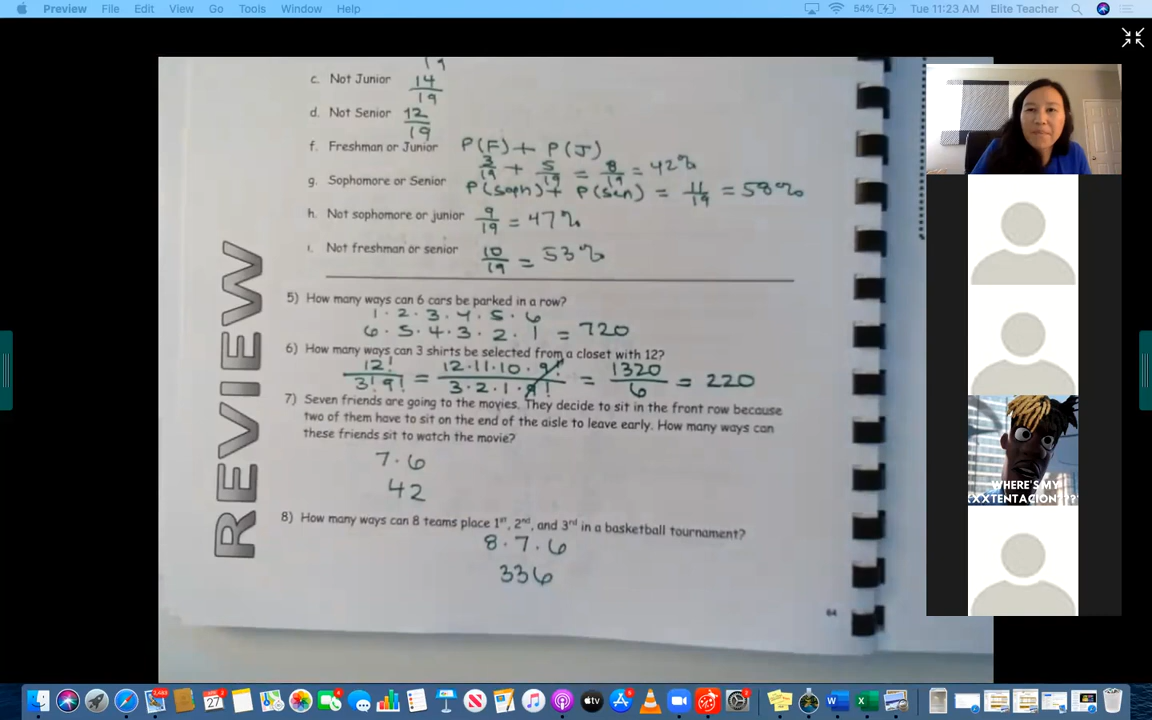 Preview File Edit View Go Tools Window Help 54% Tue 11:23 AM Elite Teacher
19
c. Not Junior 14/19
d. Not Senior 12/19
f. Freshman or Junior P(F) + P(J)
3/19 + 5/19 = 8/19 = 42%
g. Sophomore or Senior P(soph) + P(sen) = 11/19 = 58%
h. Not sophomore or junior 9/19 = 47%
i. Not freshman or senior 10/19 = 53%
REVIEW
5) How many ways can 6 cars be parked in a row?
1 · 2 · 3 · 4 · 5 · 6
6 · 5 · 4 · 3 · 2 · 1 = 720
6) How many ways can 3 shirts be selected from a closet with 12?
12!/3!9! = 12·11·10·9!/3·2·1·9! = 1320/6 = 220
7) Seven friends are going to the movies. They decide to sit in the front row because
two of them have to sit on the end of the aisle to leave early. How many ways can
these friends sit to watch the movie?
7 · 6
42
8) How many ways can 8 teams place 1st, 2nd, and 3rd in a basketball tournament?
8 · 7 · 6
336
64
WHERE'S MY
XXTENTACION???
27